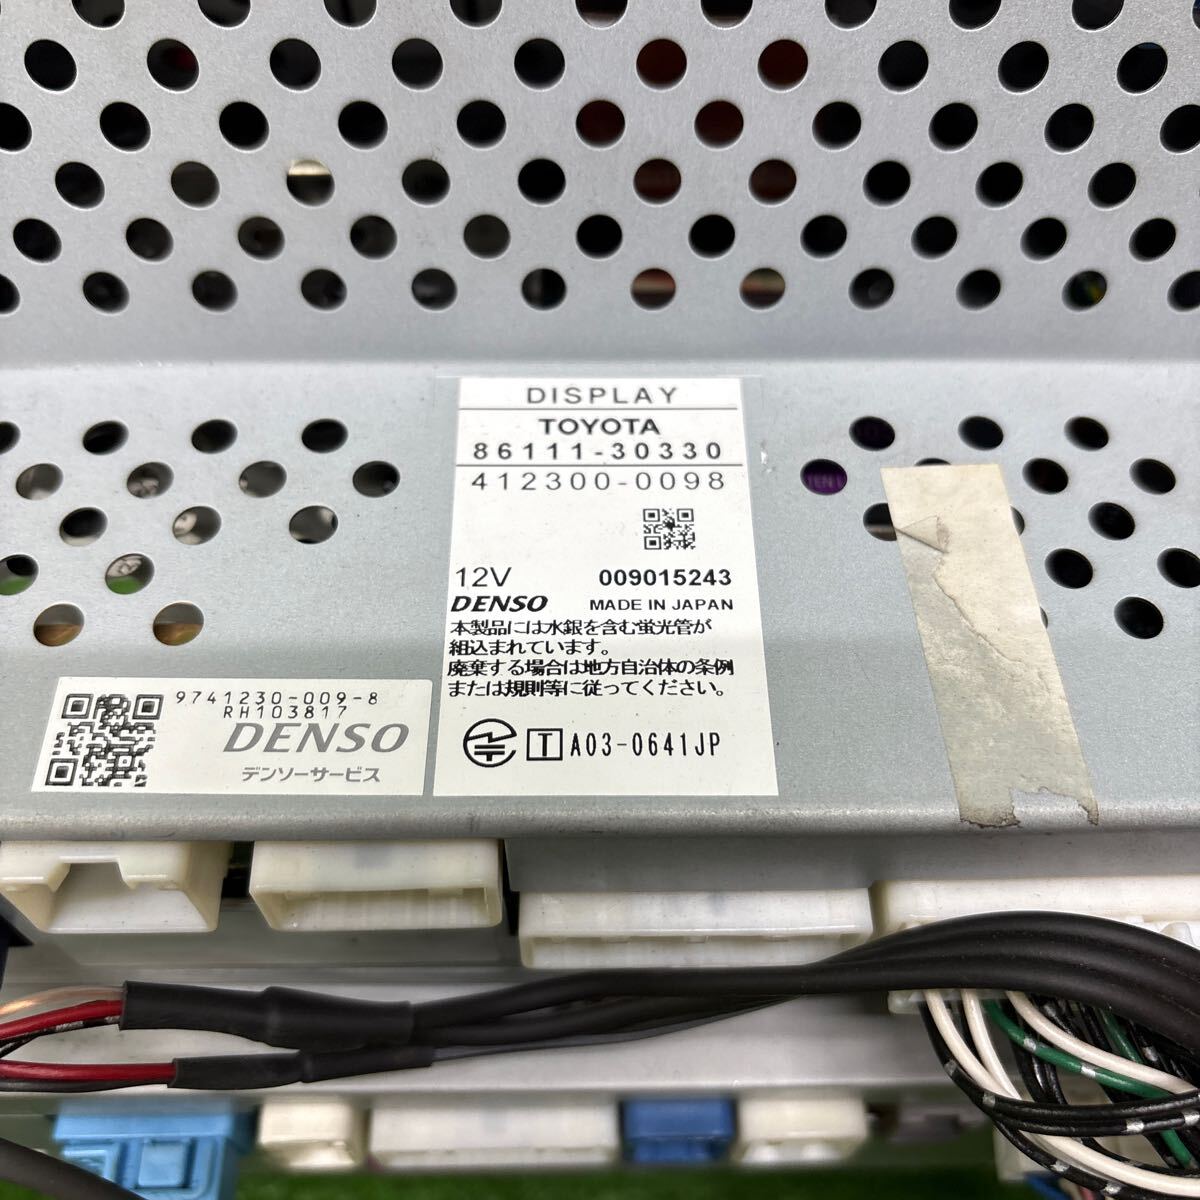 DISPLAY
TOYOTA
86111-30330
412300-0098
12V 009015243
DENSO MADE IN JAPAN
本製品には水銀を含む蛍光管が
組込まれています。
廃棄する場合は地方自治体の条例
または規則等に従ってください。
T A03-0641JP
9741230-009-8
RH103817
DENSO
デンソーサービス